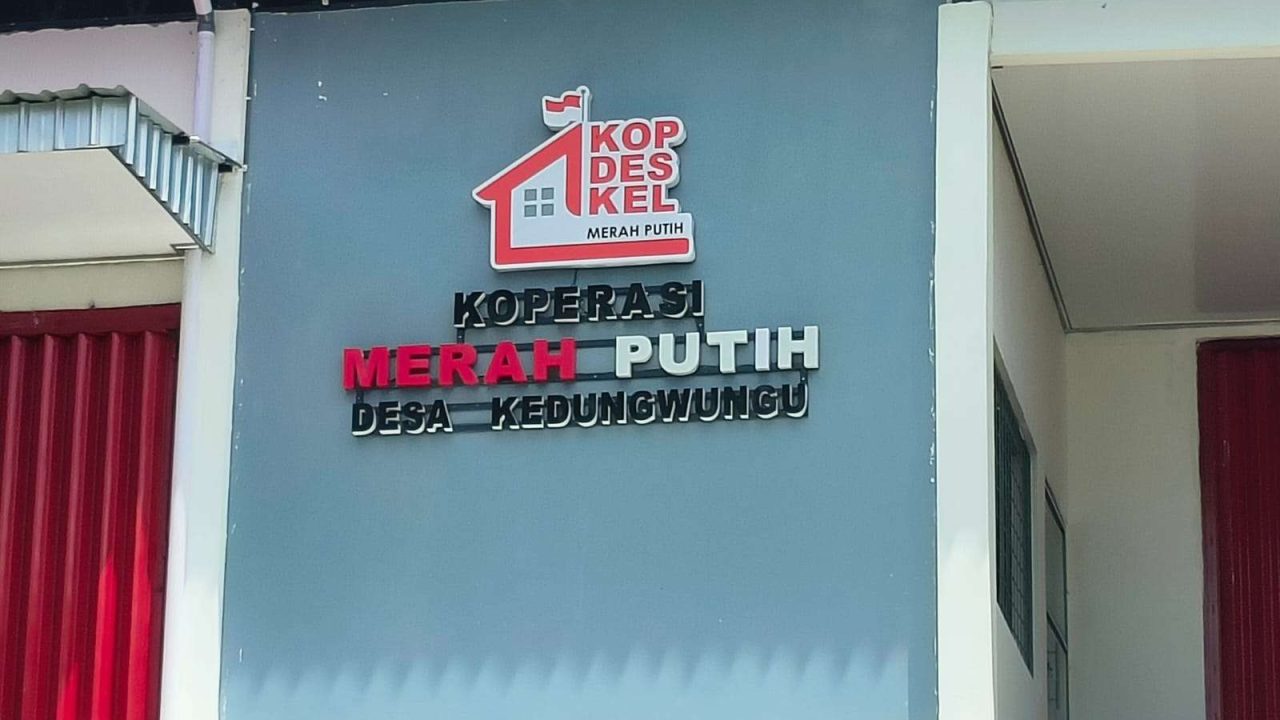 KOP
DES
KEL
MERAH PUTIH
KOPERASI
MERAH PUTIH
DESA KEDUNGWUNGU